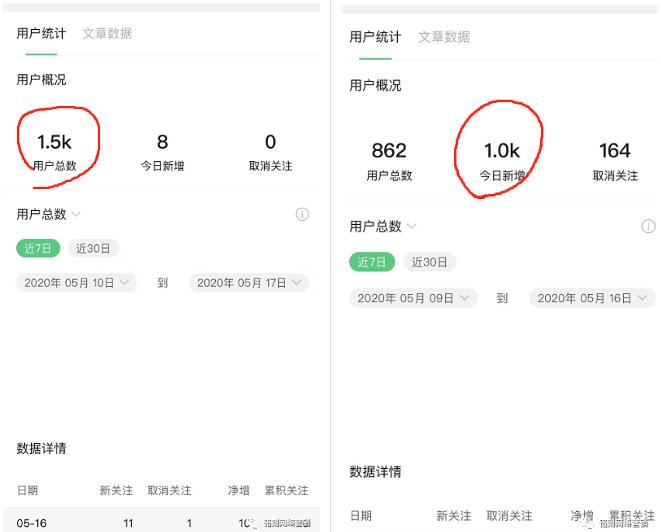 用户统计 文章数据
用户概况
1.5k 8 0
用户总数 今日新增 取消关注
用户总数
近7日 近30日
2020年 05月 10日 到 2020年 05月 17日
数据详情
日期 新关注 取消关注 净增 累积关注
05-16 11 1 10
用户统计 文章数据
用户概况
862 1.0k 164
用户总数 今日新增 取消关注
用户总数
近7日 近30日
2020年 05月 09日 到 2020年 05月 16日
数据详情
日期 新关注 取消关注 净增 累积关注